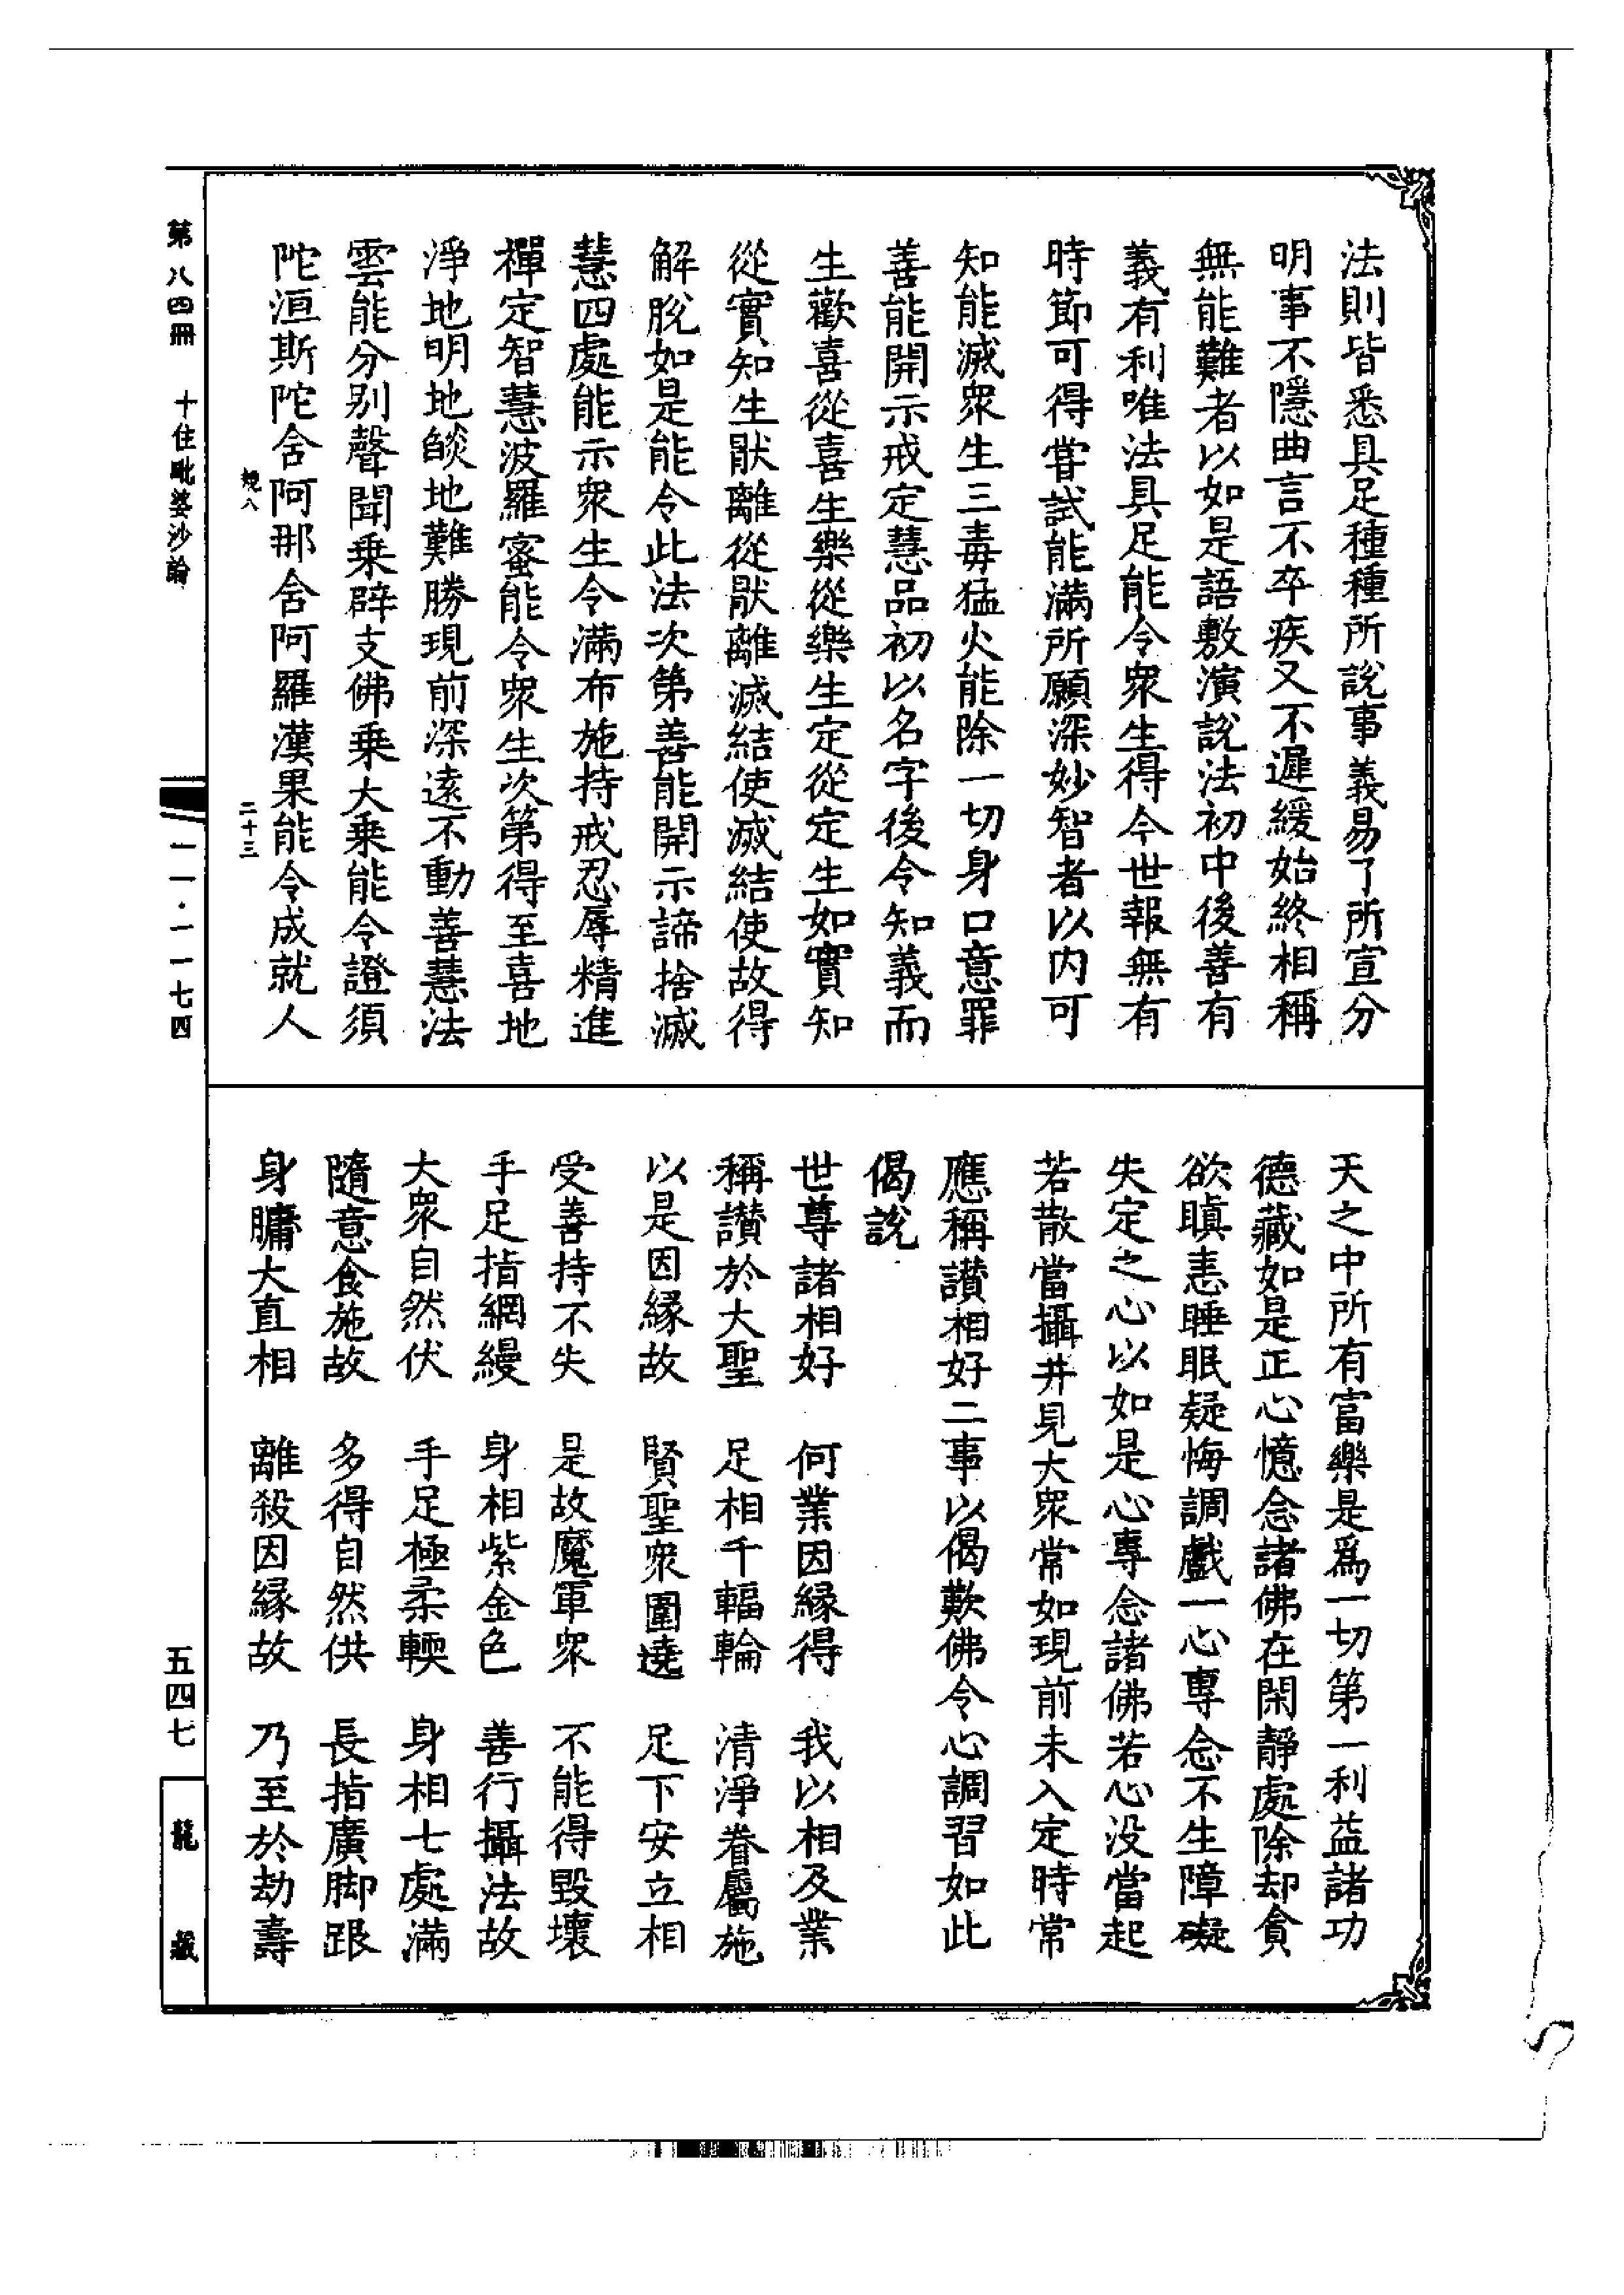 法則皆悉具足種種所說事義易了所宣分
明事不隱曲言不卒疾又不遲緩始終相稱
無能難者以如是語敷演說法初中後善有
義有利唯法具足能令眾生得今世報無有
時節可得嘗試能滿所願深妙智者以內可
知能滅眾生三毒猛火能除一切身口意罪
善能開示戒定慧品初以名字後令知義而
生歡喜從喜生樂從樂生定從定生如實知
從實知生厭離從厭離滅結使滅結使故得
解脫如是能令此法次第善能開示諦捨滅
慧四處能示眾生令滿布施持戒忍辱精進
禪定智慧波羅蜜能令眾生次第得至喜地
淨地明地燄地難勝現前深遠不動善慧法
雲能分別聲聞乘辟支佛乘大乘能令證須
陀洹斯陀舍阿那舍阿羅漢果能令成就人
規八
二十三
天之中所有富樂是為一切第一利益諸功
德藏如是正心憶念諸佛在閑靜處除却貪
欲瞋恚睡眠疑悔調戲一心專念不生障礙
失定之心以如是心專念諸佛若心沒當起
若散當攝并見大眾常如現前未入定時常
應稱讚相好二事以偈歎佛令心調習如此
偈說
世尊諸相好　何業因緣得　我以相及業
稱讚於大聖　足相千輻輪　清淨眷屬施
以是因緣故　賢聖眾圍遶　足下安立相
受善持不失　是故魔軍眾　不能得毀壞
手足指網縵　身相紫金色　善行攝法故
大眾自然伏　手足極柔輭　身相七處滿
隨意食施故　多得自然供　長指廣脚跟
身𦟛大直相　離殺因緣故　乃至於劫壽
第八四冊　十住毗婆沙論
一一·一一七四
五四七
龍藏